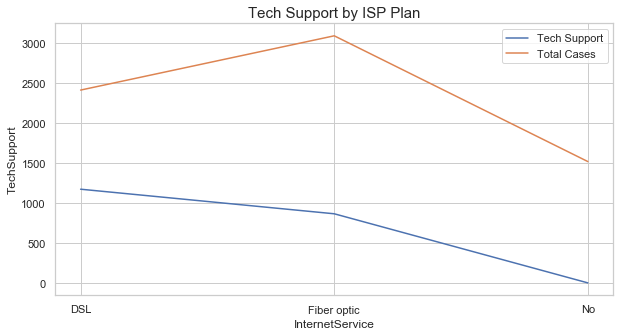 Tech Support by ISP Plan
Tech Support
Total Cases
3000
2500
2000
1500
1000
500
0
TechSupport
DSL
Fiber optic
No
InternetService